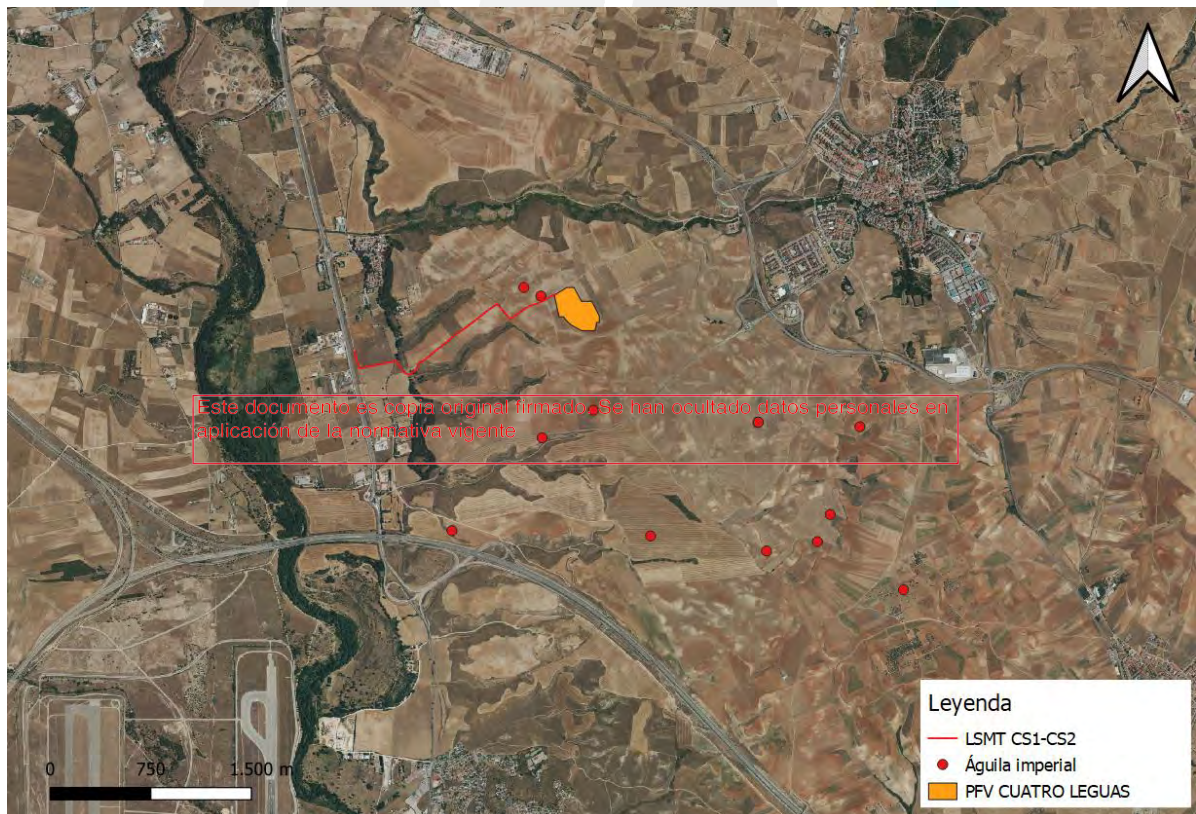 Este documento es copia original firmado. Se han ocultado datos personales en
aplicación de la normativa vigente
0 750 1.500 m
Leyenda
LSMT CS1-CS2
Águila imperial
PFV CUATRO LEGUAS